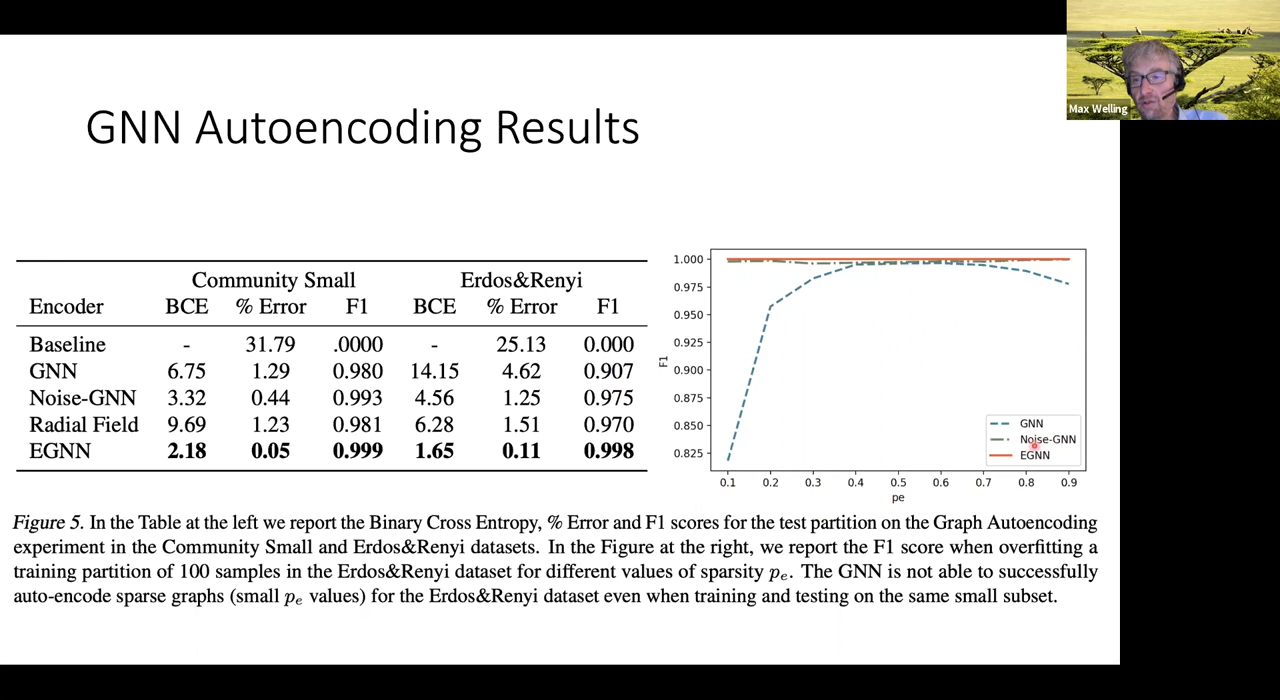 Max Welling
GNN Autoencoding Results
Community Small Erdos&Renyi
Encoder BCE % Error F1 BCE % Error F1
Baseline - 31.79 .0000 - 25.13 0.000
GNN 6.75 1.29 0.980 14.15 4.62 0.907
Noise-GNN 3.32 0.44 0.993 4.56 1.25 0.975
Radial Field 9.69 1.23 0.981 6.28 1.51 0.970
EGNN 2.18 0.05 0.999 1.65 0.11 0.998
1.000
0.975
0.950
0.925
0.900
0.875
0.850
0.825
F1
GNN
Noise-GNN
EGNN
0.1 0.2 0.3 0.4 0.5 0.6 0.7 0.8 0.9
pe
Figure 5. In the Table at the left we report the Binary Cross Entropy, % Error and F1 scores for the test partition on the Graph Autoencoding
experiment in the Community Small and Erdos&Renyi datasets. In the Figure at the right, we report the F1 score when overfitting a
training partition of 100 samples in the Erdos&Renyi dataset for different values of sparsity pe. The GNN is not able to successfully
auto-encode sparse graphs (small pe values) for the Erdos&Renyi dataset even when training and testing on the same small subset.